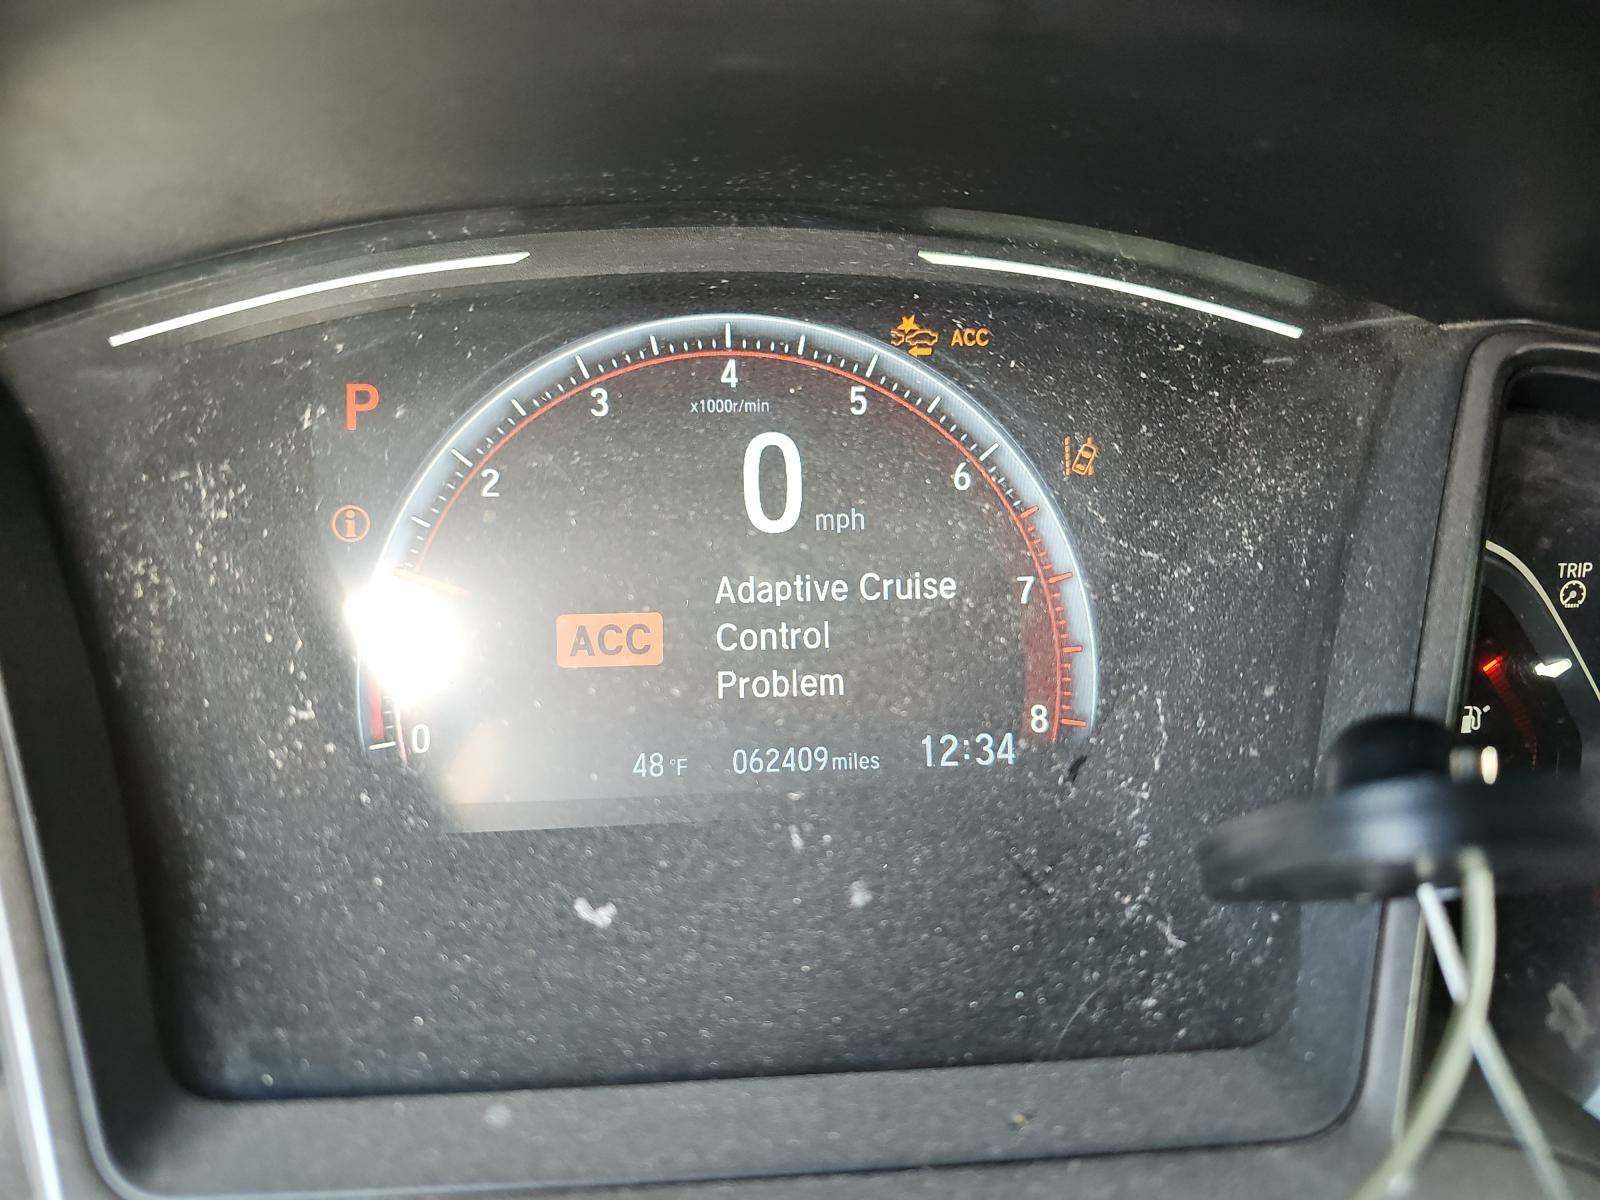 ACC
P
4
3
5
x1000r/min
2
0
6
mph
i
Adaptive Cruise
7
ACC
Control
Problem
0
8
48°F
062409 miles
12:34
TRIP